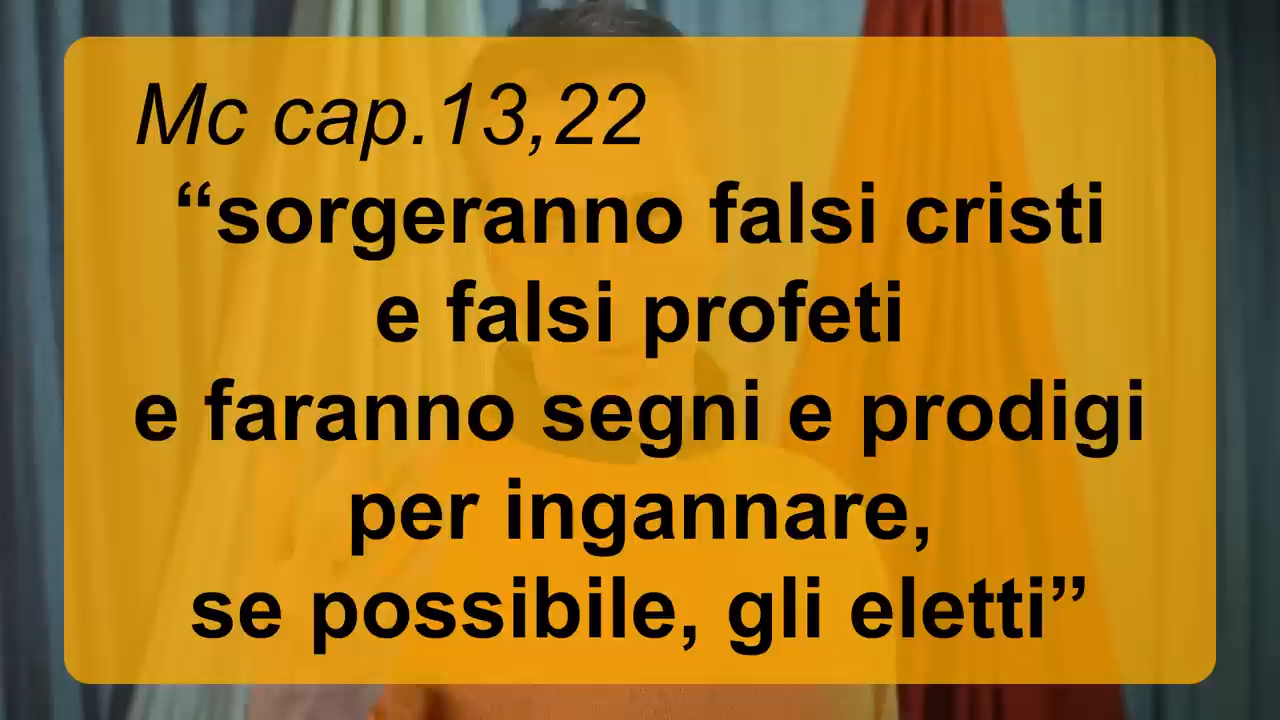 Mc cap.13,22
“sorgeranno falsi cristi
e falsi profeti
e faranno segni e prodigi
per ingannare,
se possibile, gli eletti”